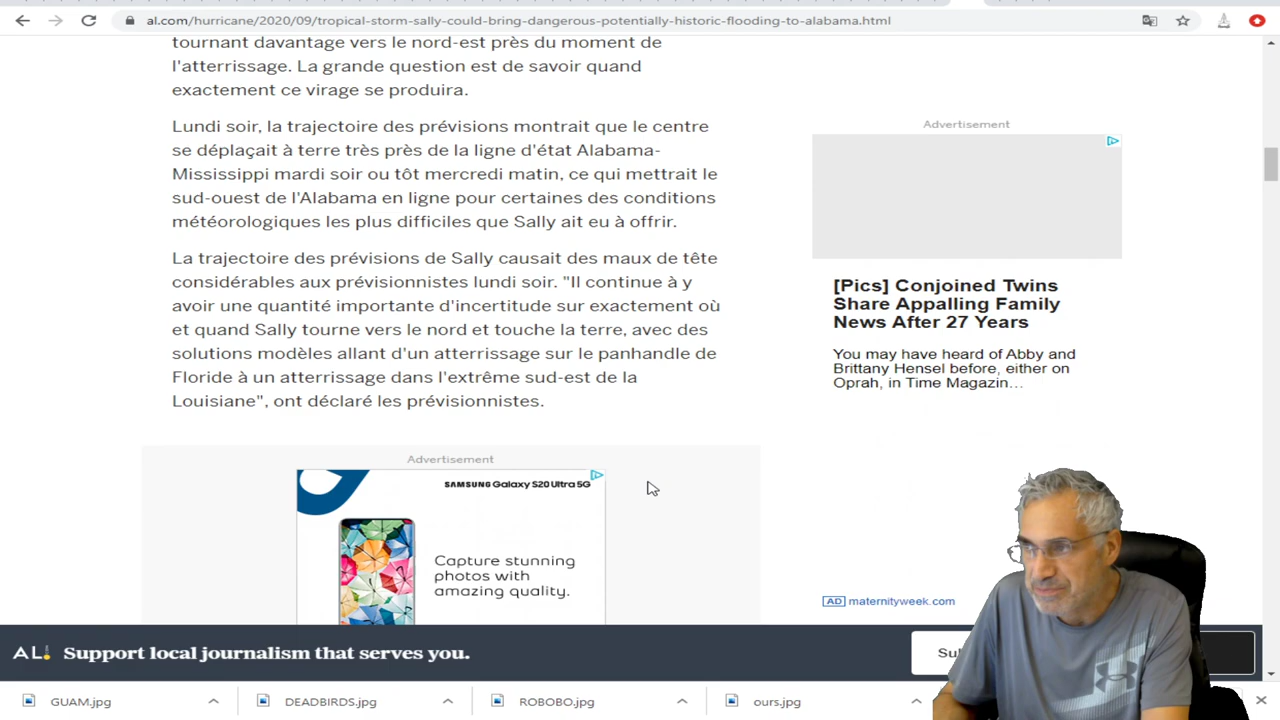 al.com/hurricane/2020/09/tropical-storm-sally-could-bring-dangerous-potentially-historic-flooding-to-alabama.html
tournant davantage vers le nord-est près du moment de
l'atterrissage. La grande question est de savoir quand
exactement ce virage se produira.
Lundi soir, la trajectoire des prévisions montrait que le centre
se déplaçait à terre très près de la ligne d'état Alabama-
Mississippi mardi soir ou tôt mercredi matin, ce qui mettrait le
sud-ouest de l'Alabama en ligne pour certaines des conditions
météorologiques les plus difficiles que Sally ait eu à offrir.
La trajectoire des prévisions de Sally causait des maux de tête
considérables aux prévisionnistes lundi soir. "Il continue à y
avoir une quantité importante d'incertitude sur exactement où
et quand Sally tourne vers le nord et touche la terre, avec des
solutions modèles allant d'un atterrissage sur le panhandle de
Floride à un atterrissage dans l'extrême sud-est de la
Louisiane", ont déclaré les prévisionnistes.
Advertisement
SAMSUNG Galaxy S20 Ultra 5G
Capture stunning
photos with
amazing quality.
Advertisement
[Pics] Conjoined Twins
Share Appalling Family
News After 27 Years
You may have heard of Abby and
Brittany Hensel before, either on
Oprah, in Time Magazin...
AD maternityweek.com
AL. Support local journalism that serves you.
GUAM.jpg
DEADBIRDS.jpg
ROBOBO.jpg
ours.jpg